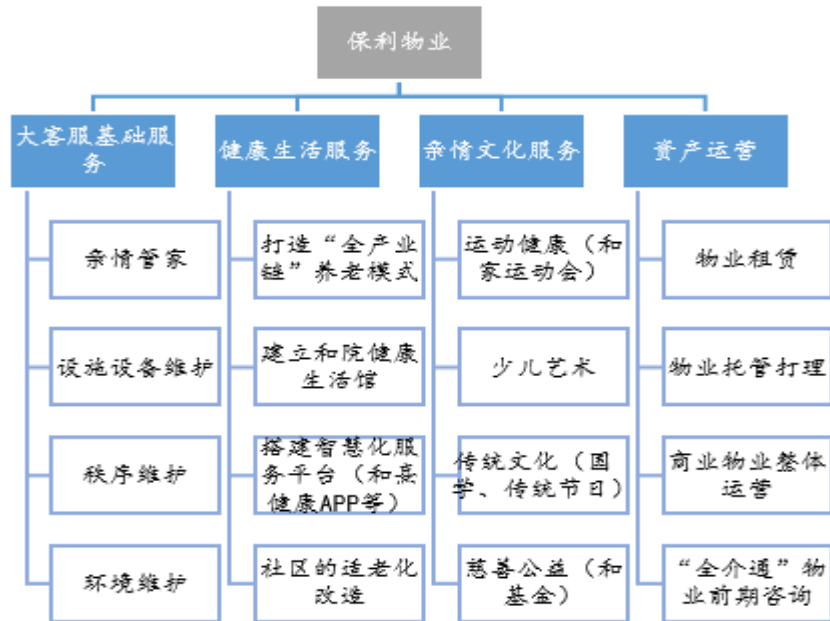 保利物业
大客服基础服
务
健康生活服务
亲情文化服务
资产运营
亲情管家
打造“全产业
链”养老模式
运动健康（和
家运动会）
物业租赁
设施设备维护
建立和院健康
生活馆
少儿艺术
物业托管打理
秩序维护
搭建智慧化服
务平台（和熹
健康APP等）
传统文化（国
学、传统节日）
商业物业整体
运营
环境维护
社区的适老化
改造
慈善公益（和
基金）
“全介通”物
业前期咨询